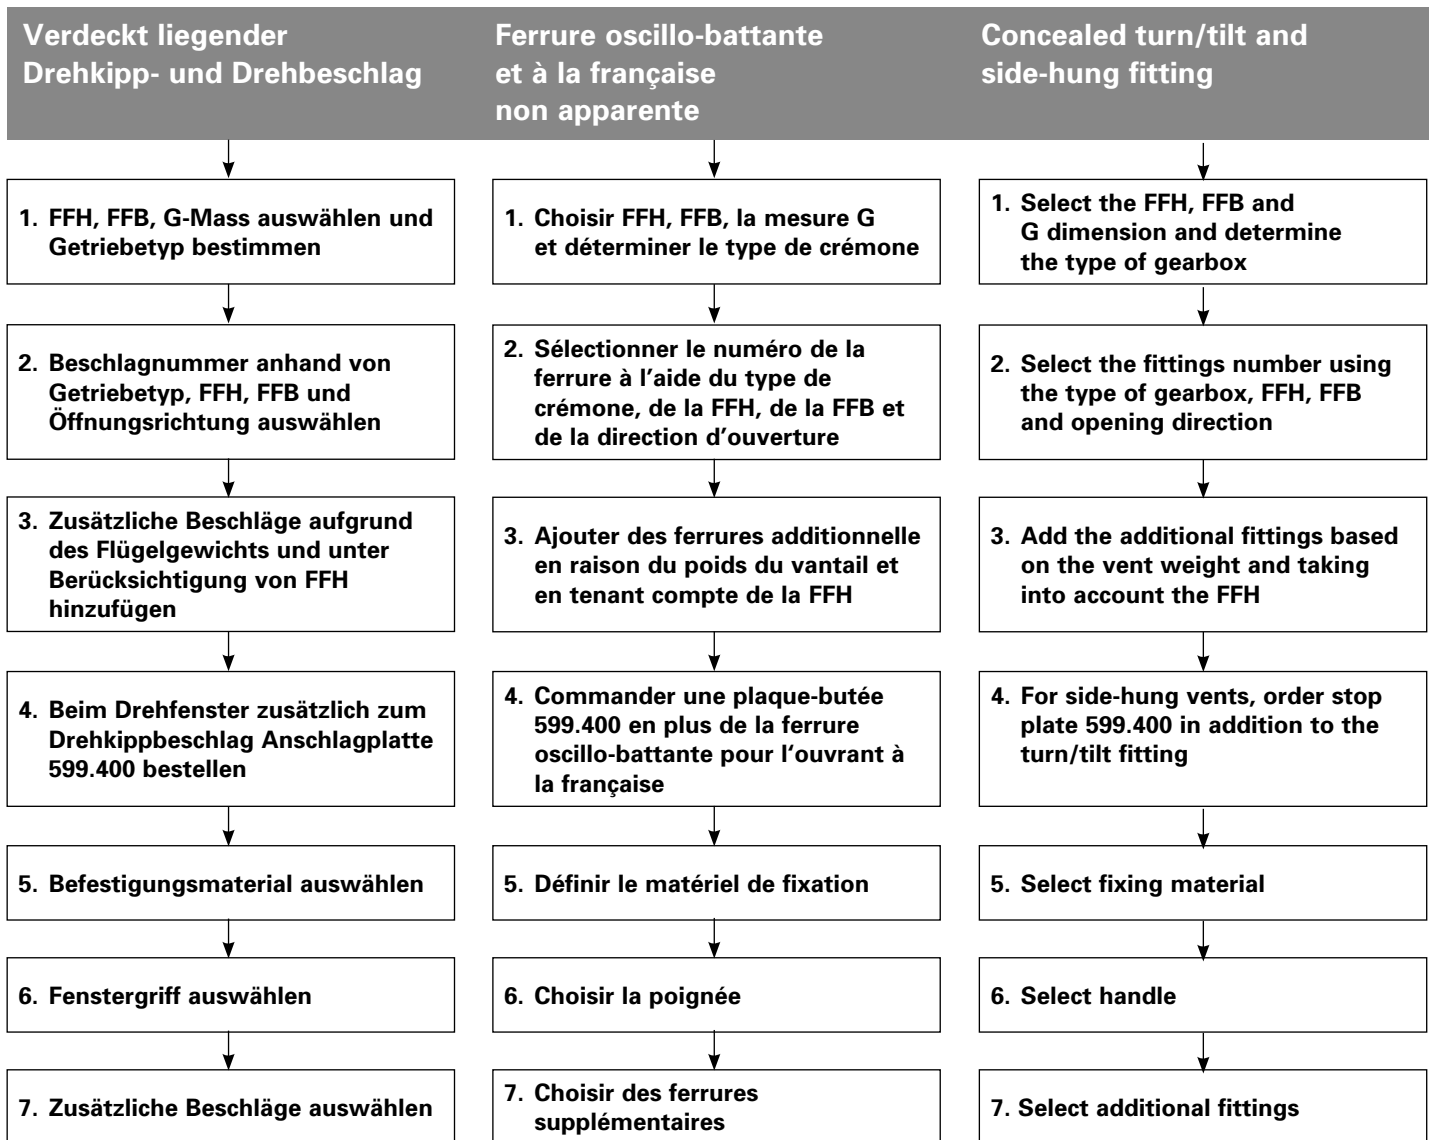 Verdeckt liegender
Drehkipp- und Drehbeschlag
1. FFH, FFB, G-Mass auswählen und
Getriebetyp bestimmen
2. Beschlagnummer anhand von
Getriebetyp, FFH, FFB und
Öffnungsrichtung auswählen
3. Zusätzliche Beschläge aufgrund
des Flügelgewichts und unter
Berücksichtigung von FFH
hinzufügen
4. Beim Drehfenster zusätzlich zum
Drehkippbeschlag Anschlagplatte
599.400 bestellen
5. Befestigungsmaterial auswählen
6. Fenstergriff auswählen
7. Zusätzliche Beschläge auswählen
Ferrure oscillo-battante
et à la française
non apparente
1. Choisir FFH, FFB, la mesure G
et déterminer le type de crémone
2. Sélectionner le numéro de la
ferrure à l’aide du type de
crémone, de la FFH, de la FFB et
de la direction d’ouverture
3. Ajouter des ferrures additionnelle
en raison du poids du vantail et
en tenant compte de la FFH
4. Commander une plaque-butée
599.400 en plus de la ferrure
oscillo-battante pour l‘ouvrant à
la française
5. Définir le matériel de fixation
6. Choisir la poignée
7. Choisir des ferrures
supplémentaires
Concealed turn/tilt and
side-hung fitting
1. Select the FFH, FFB and
G dimension and determine
the type of gearbox
2. Select the fittings number using
the type of gearbox, FFH, FFB
and opening direction
3. Add the additional fittings based
on the vent weight and taking
into account the FFH
4. For side-hung vents, order stop
plate 599.400 in addition to the
turn/tilt fitting
5. Select fixing material
6. Select handle
7. Select additional fittings